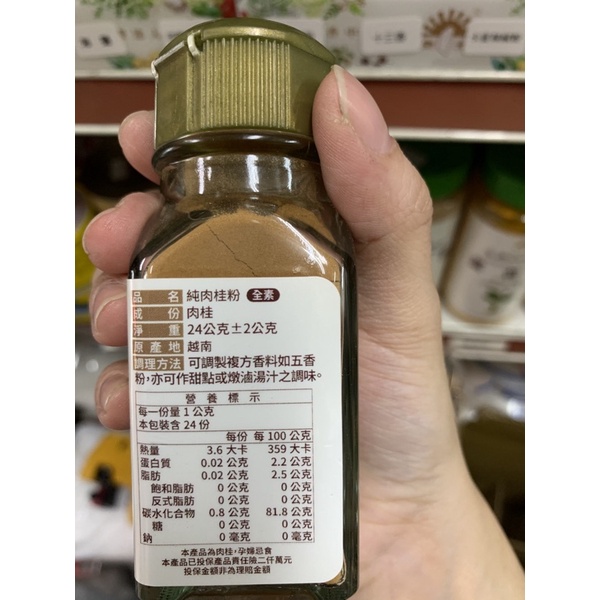 品名 純肉桂粉 全素
成份 肉桂
淨重 24公克±2公克
原產地 越南
調理方法 可調製複方香料如五香
粉,亦可作甜點或燉滷湯汁之調味。
營養標示
每一份量 1 公克
本包裝含 24 份
每份 每 100 公克
熱量 3.6 大卡 359 大卡
蛋白質 0.02 公克 2.2 公克
脂肪 0.02 公克 2.5 公克
飽和脂肪 0 公克 0 公克
反式脂肪 0 公克 0 公克
碳水化合物 0.8 公克 81.8 公克
糖 0 公克 0 公克
鈉 0 毫克 0 毫克
本產品為肉桂,孕婦忌食
本產品已投保產品責任險二仟萬元
投保金額非為理賠金額